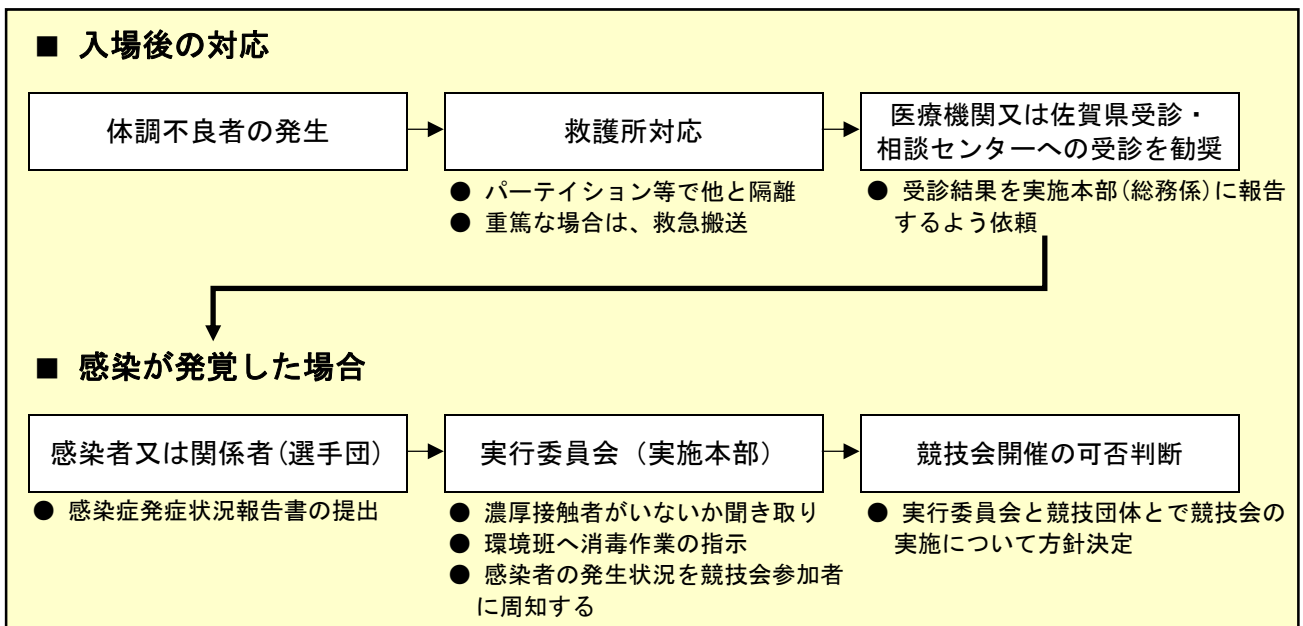 ■ 入場後の対応
体調不良者の発生
救護所対応
医療機関又は佐賀県受診・
相談センターへの受診を勧奨
● パーテイション等で他と隔離
● 重篤な場合は、救急搬送
● 受診結果を実施本部(総務係)に報告
するよう依頼
■ 感染が発覚した場合
感染者又は関係者(選手団)
実行委員会（実施本部）
競技会開催の可否判断
● 感染症発症状況報告書の提出
● 濃厚接触者がいないか聞き取り
● 環境班へ消毒作業の指示
● 感染者の発生状況を競技会参加者
に周知する
● 実行委員会と競技団体とで競技会の
実施について方針決定